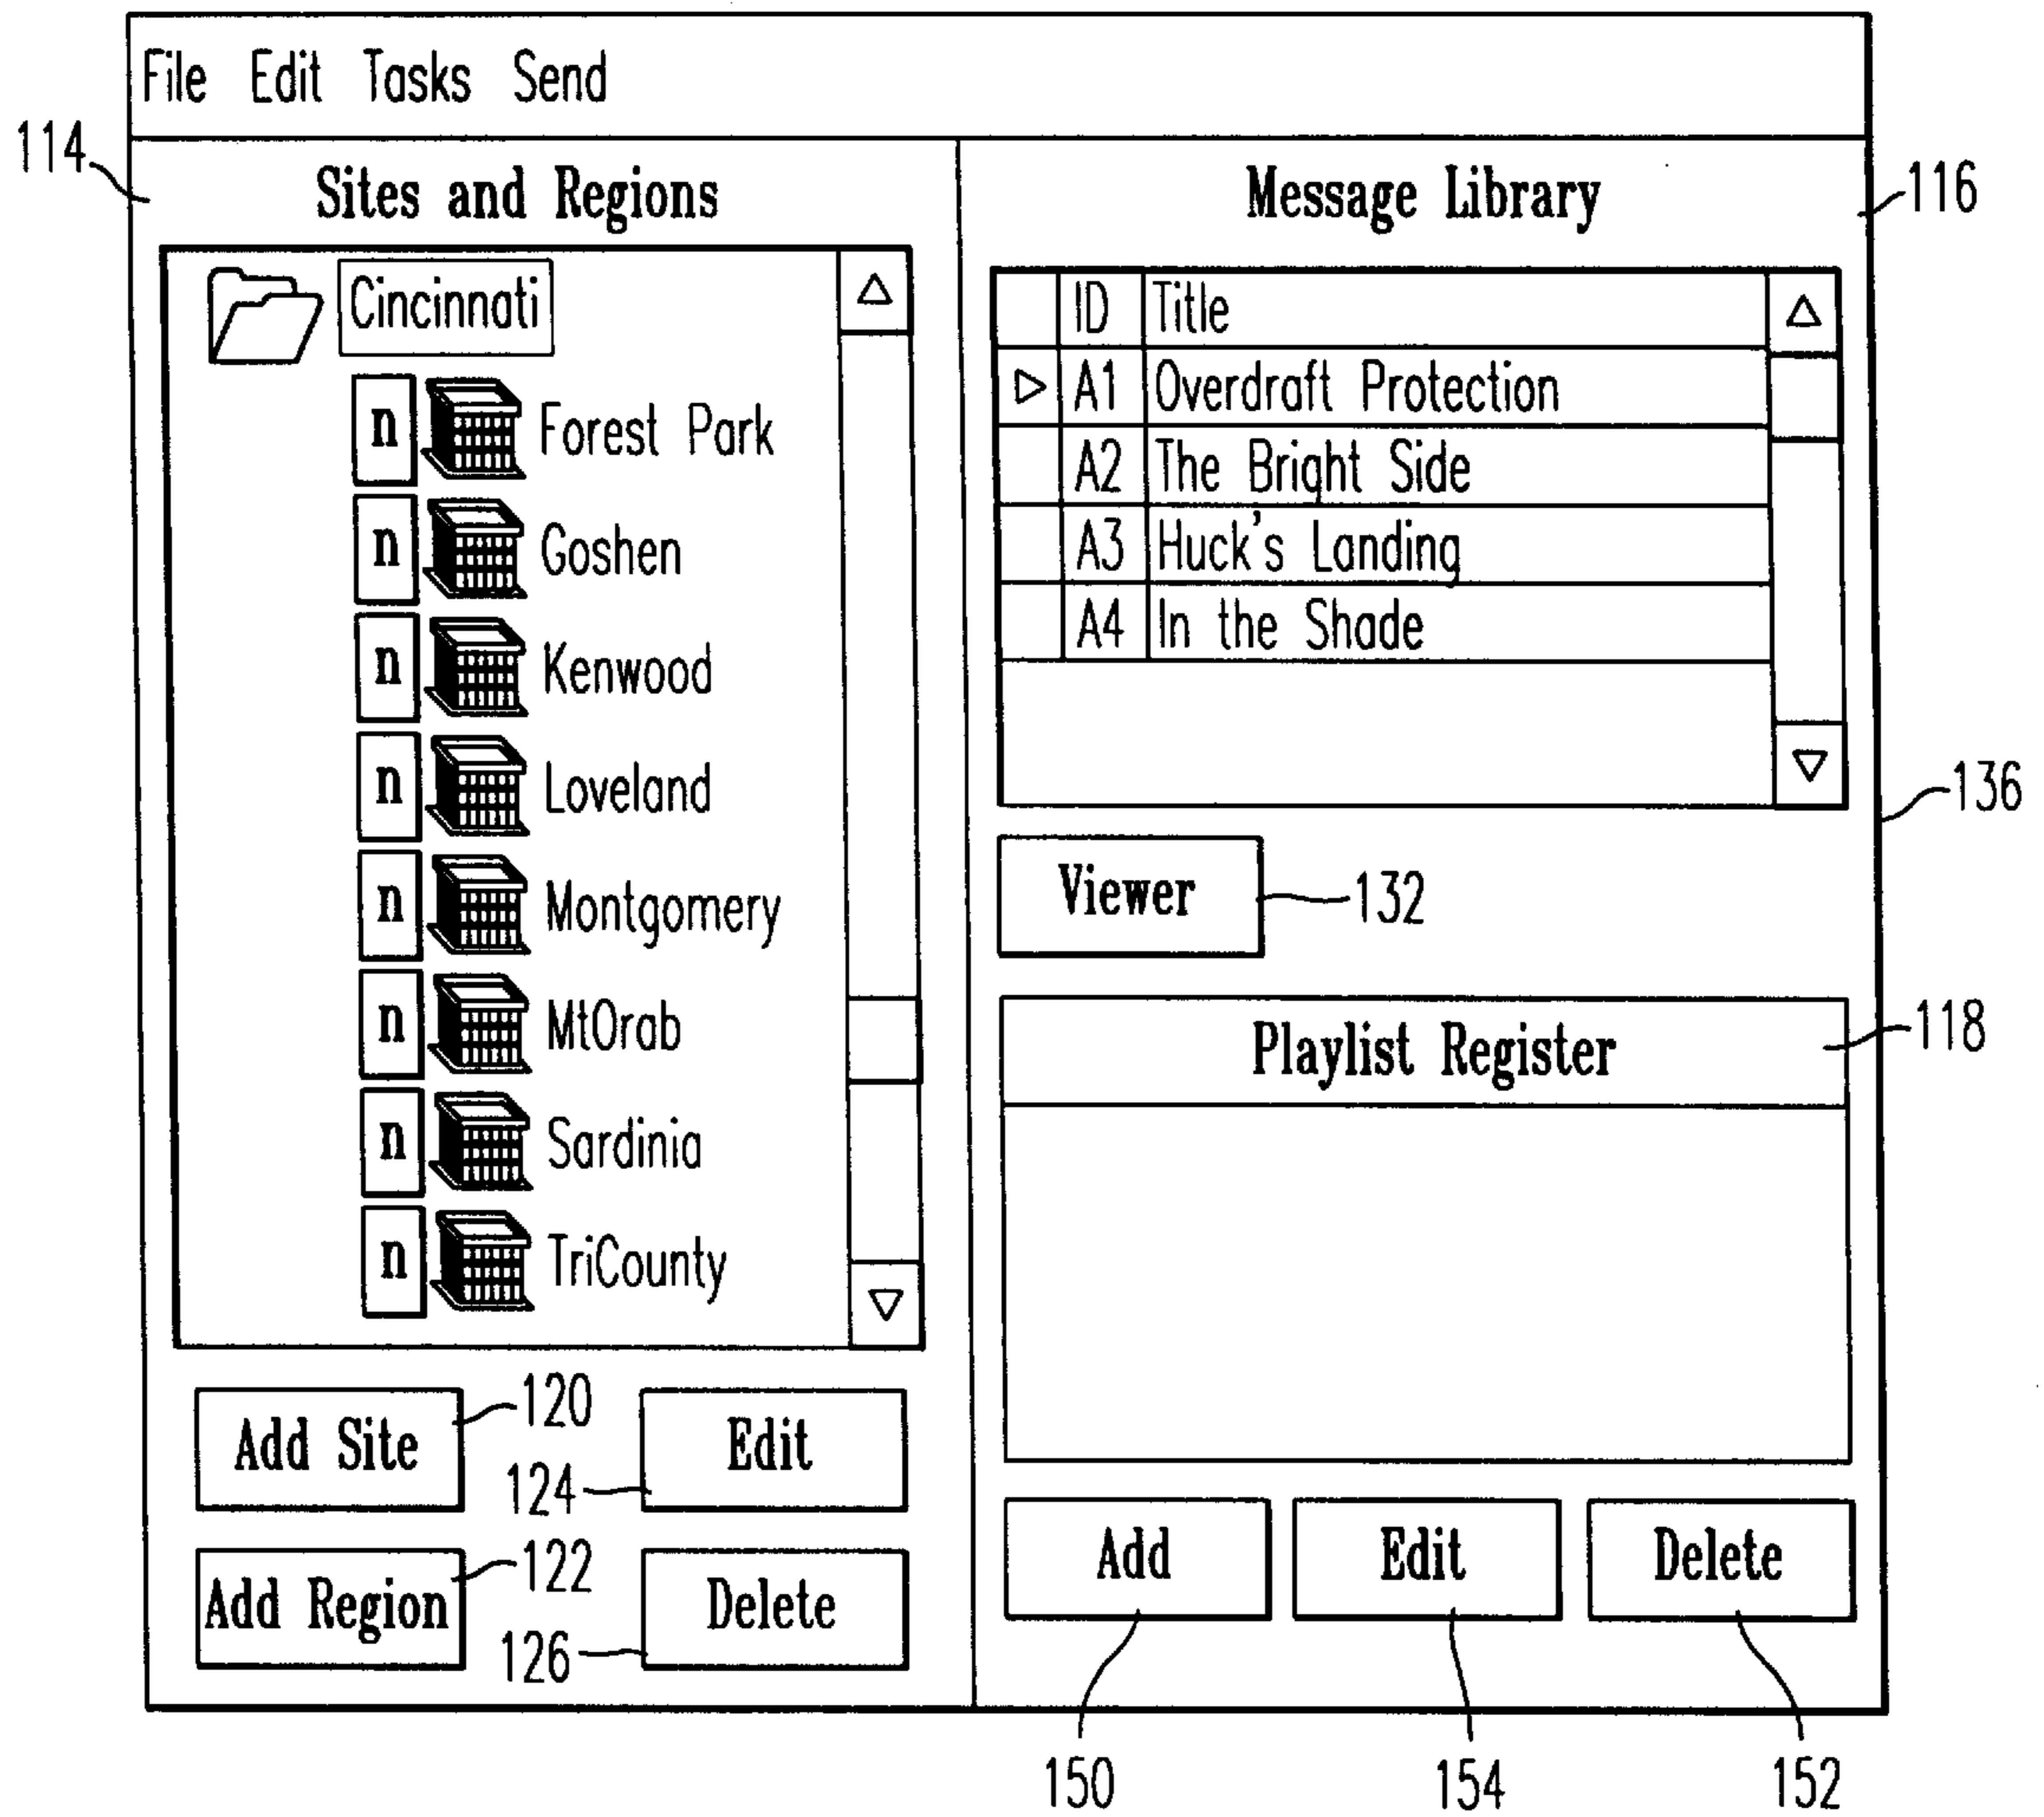 File Edit Tasks Send
114
Sites and Regions
Cincinnati
n Forest Park
n Goshen
n Kenwood
n Loveland
n Montgomery
n MtOrab
n Sardinia
n TriCounty
Add Site
120
Edit
124
Add Region
122
Delete
126
Message Library
116
ID Title
A1 Overdraft Protection
A2 The Bright Side
A3 Huck's Landing
A4 In the Shade
136
Viewer
132
Playlist Register
118
Add Edit Delete
150 154 152